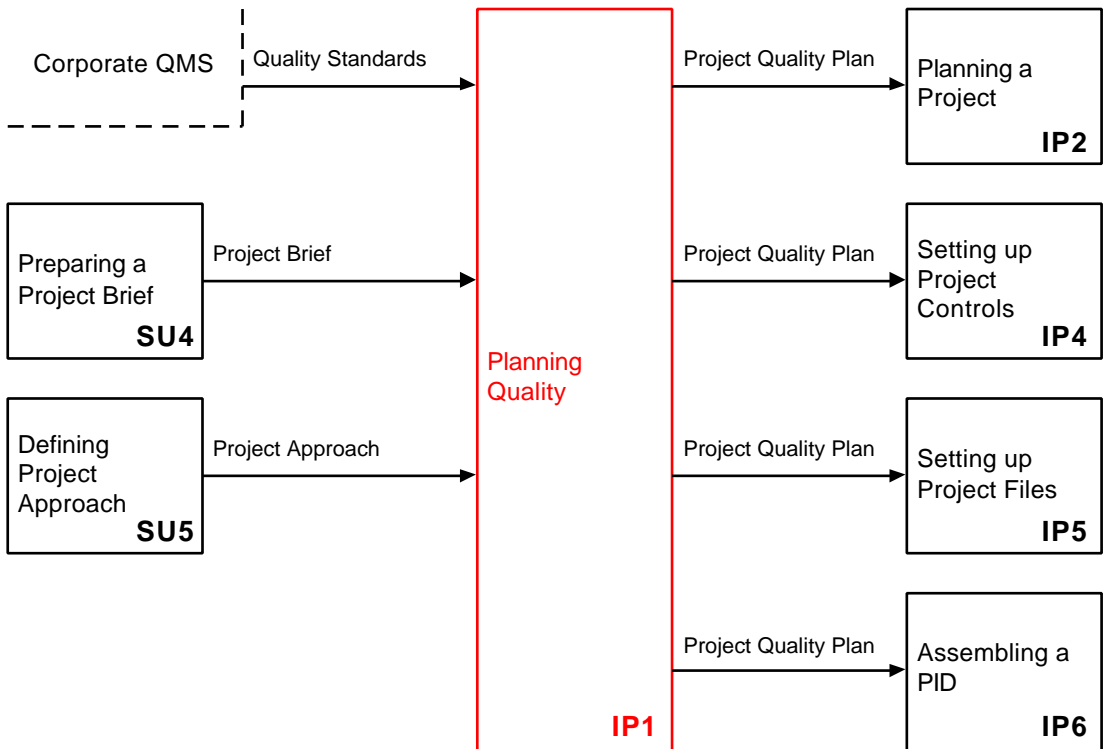 Corporate QMS
Quality Standards
Project Quality Plan
Planning a
Project
IP2
Preparing a
Project Brief
SU4
Project Brief
Project Quality Plan
Setting up
Project
Controls
IP4
Planning
Quality
IP1
Defining
Project
Approach
SU5
Project Approach
Project Quality Plan
Setting up
Project Files
IP5
Project Quality Plan
Assembling a
PID
IP6